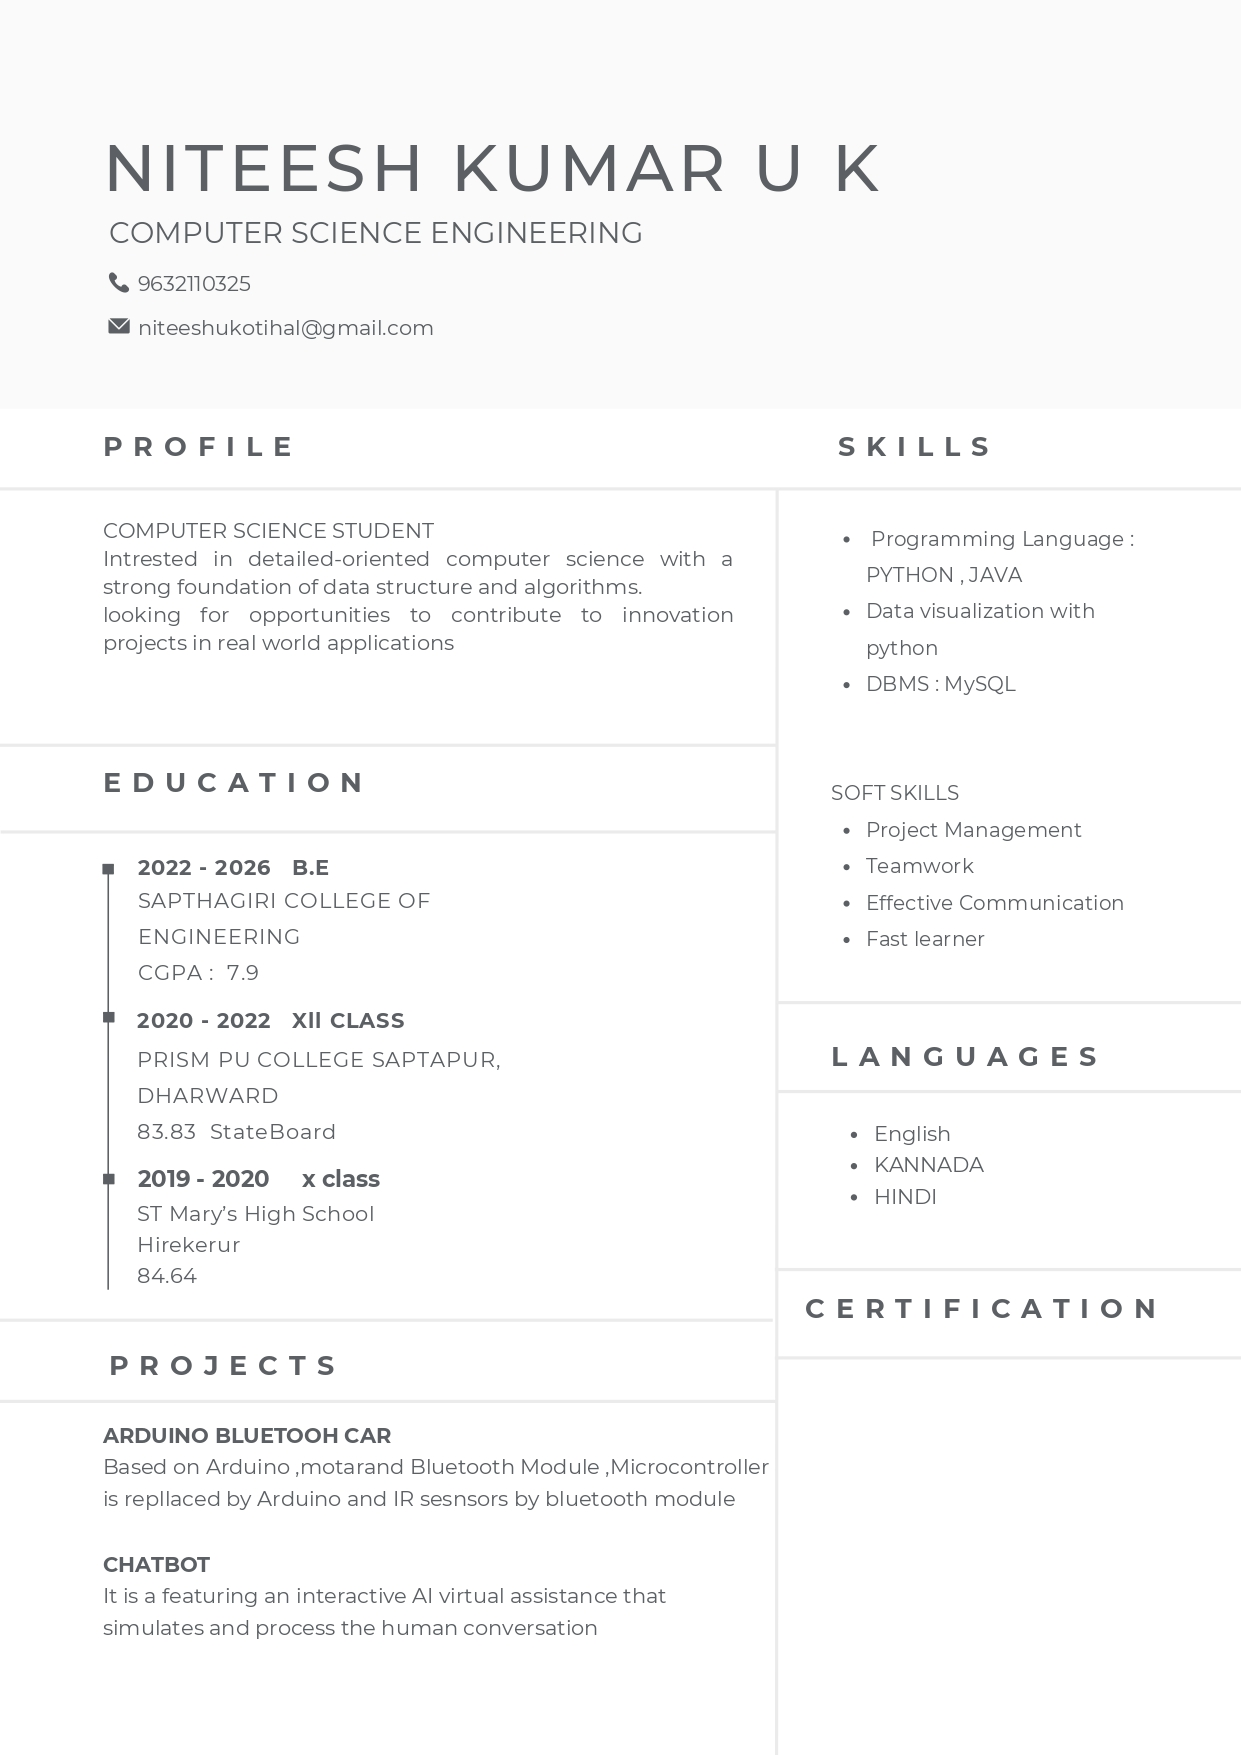 NITEESH KUMAR U K
COMPUTER SCIENCE ENGINEERING
9632110325
niteeshukotihal@gmail.com
PROFILE
COMPUTER SCIENCE STUDENT
Intrested in detailed-oriented computer science with a
strong foundation of data structure and algorithms.
looking for opportunities to contribute to innovation
projects in real world applications
EDUCATION
2022 - 2026 B.E
SAPTHAGIRI COLLEGE OF
ENGINEERING
CGPA : 7.9
2020 - 2022 Xll CLASS
PRISM PU COLLEGE SAPTAPUR,
DHARWARD
83.83 StateBoard
2019 - 2020 x class
ST Mary’s High School
Hirekerur
84.64
PROJECTS
ARDUINO BLUETOOH CAR
Based on Arduino ,motarand Bluetooth Module ,Microcontroller
is repllaced by Arduino and IR sesnsors by bluetooth module
CHATBOT
It is a featuring an interactive AI virtual assistance that
simulates and process the human conversation
SKILLS
• Programming Language :
PYTHON , JAVA
• Data visualization with
python
• DBMS : MySQL
SOFT SKILLS
• Project Management
• Teamwork
• Effective Communication
• Fast learner
LANGUAGES
• English
• KANNADA
• HINDI
CERTIFICATION